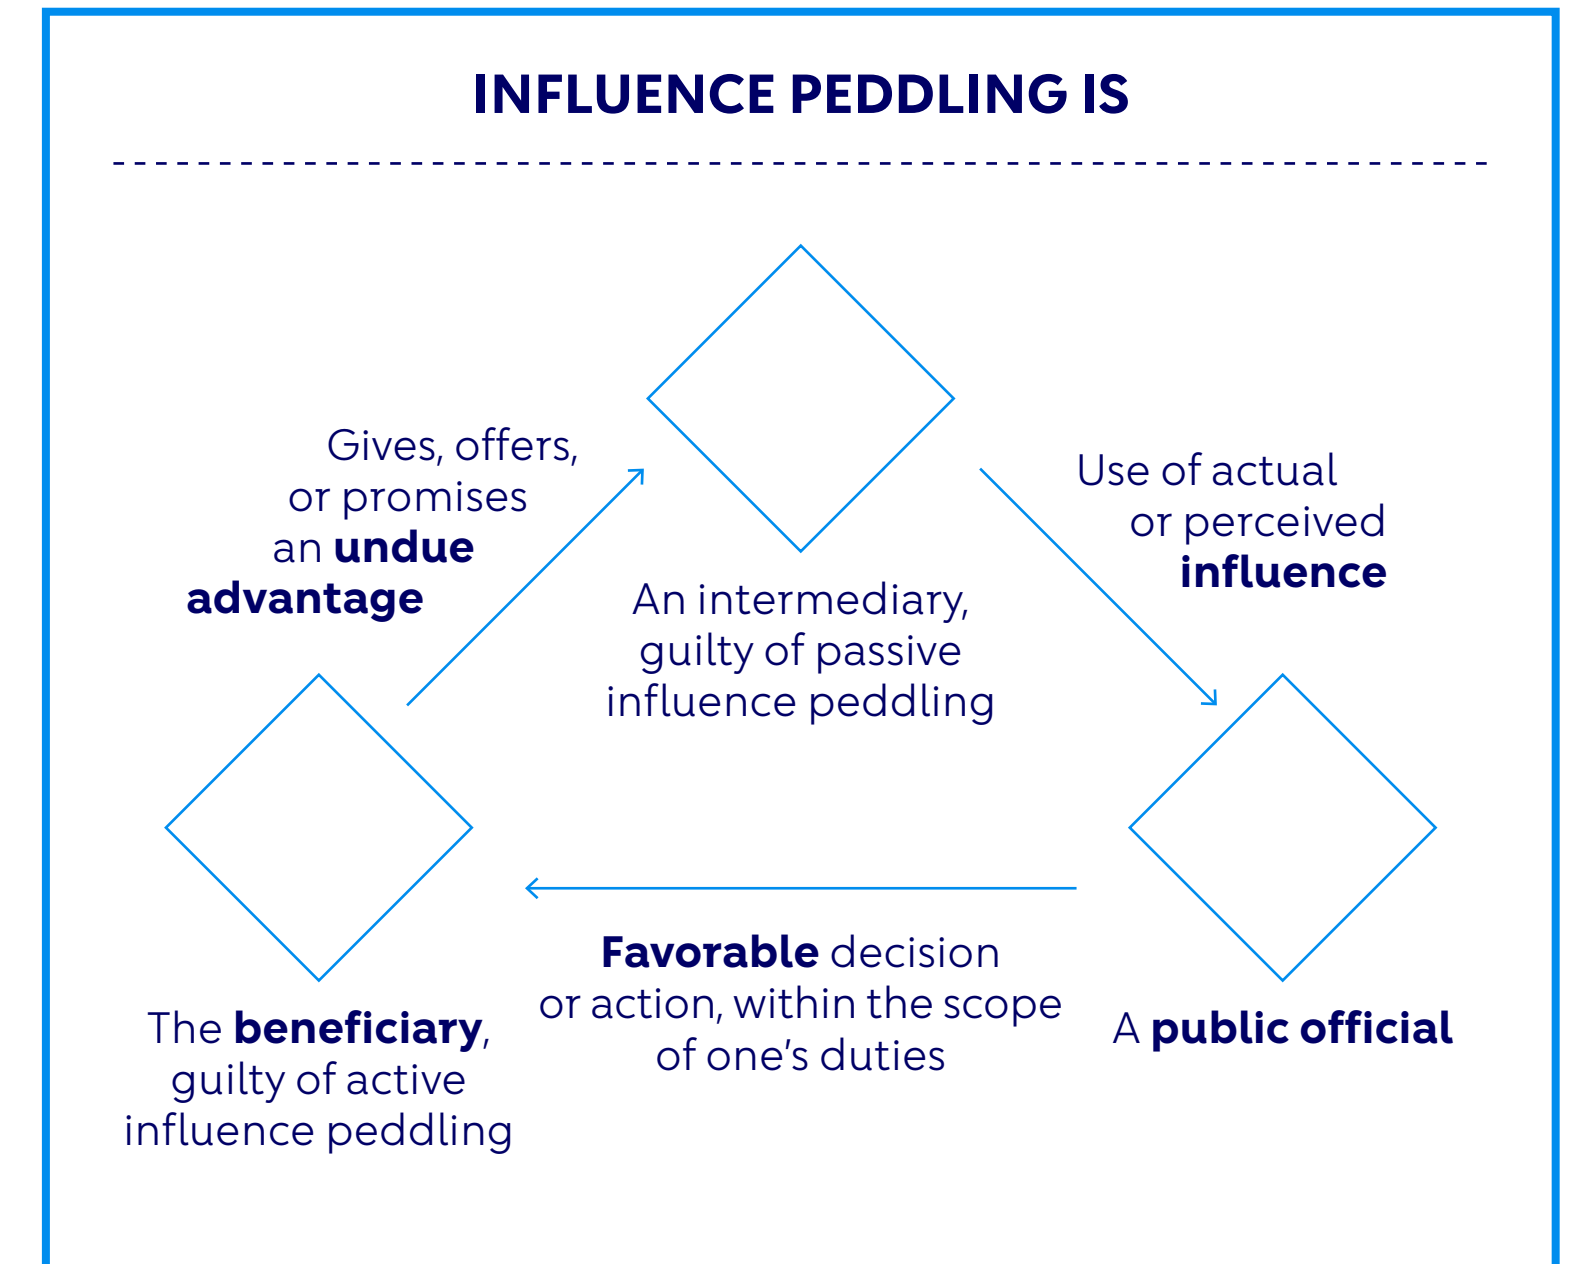 INFLUENCE PEDDLING IS
Gives, offers,
or promises
an undue
advantage
Use of actual
or perceived
influence
An intermediary,
guilty of passive
influence peddling
Favorable decision
or action, within the scope
of one’s duties
The beneficiary,
guilty of active
influence peddling
A public official